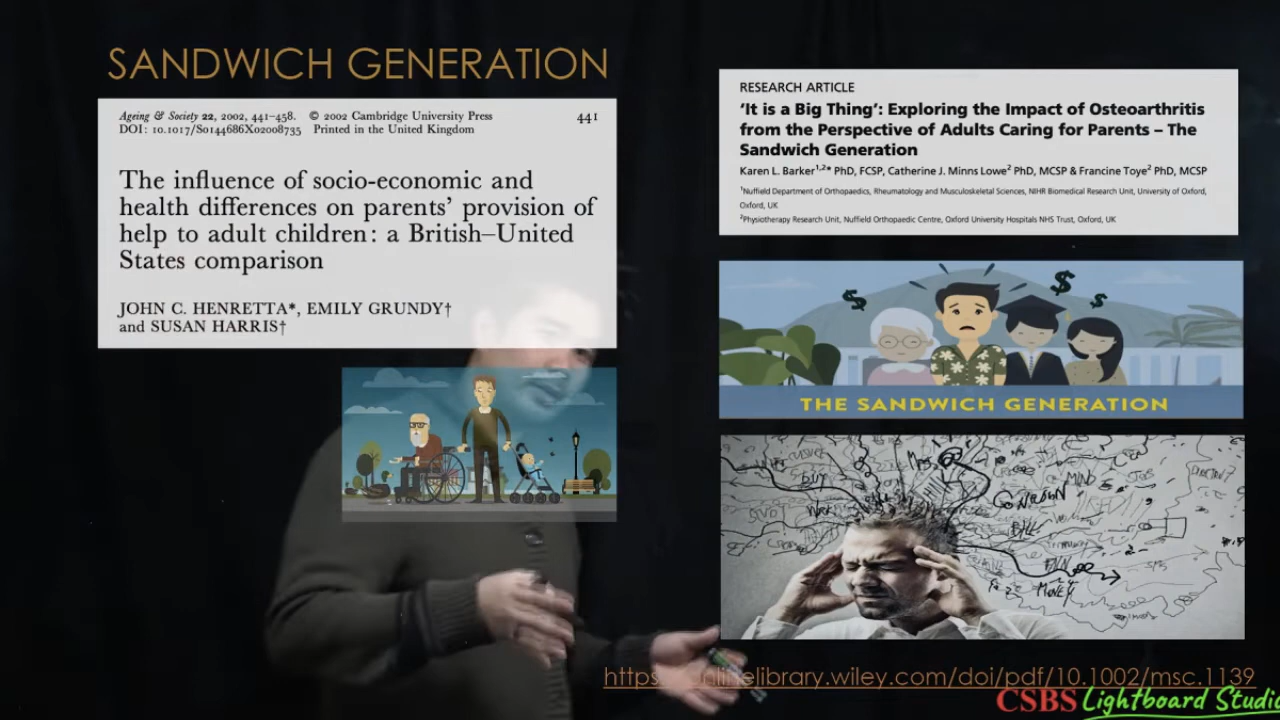 SANDWICH GENERATION
Ageing & Society 22, 2002, 441–458. © 2002 Cambridge University Press 441
DOI: 10.1017/S0144686X02008735 Printed in the United Kingdom
The influence of socio-economic and
health differences on parents’ provision of
help to adult children: a British–United
States comparison
JOHN C. HENRETTA*, EMILY GRUNDY†
and SUSAN HARRIS†
RESEARCH ARTICLE
‘It is a Big Thing’: Exploring the Impact of Osteoarthritis
from the Perspective of Adults Caring for Parents – The
Sandwich Generation
Karen L. Barker1,2* PhD, FCSP, Catherine J. Minns Lowe2 PhD, MCSP & Francine Toye2 PhD, MCSP
1Nuffield Department of Orthopaedics, Rheumatology and Musculoskeletal Sciences, NIHR Biomedical Research Unit, University of Oxford,
Oxford, UK
2Physiotherapy Research Unit, Nuffield Orthopaedic Centre, Oxford University Hospitals NHS Trust, Oxford, UK
$ $ $
THE SANDWICH GENERATION
BUY
MIND
BILL
MONEY
https://onlinelibrary.wiley.com/doi/pdf/10.1002/msc.1139
CSBS Lightboard Studio